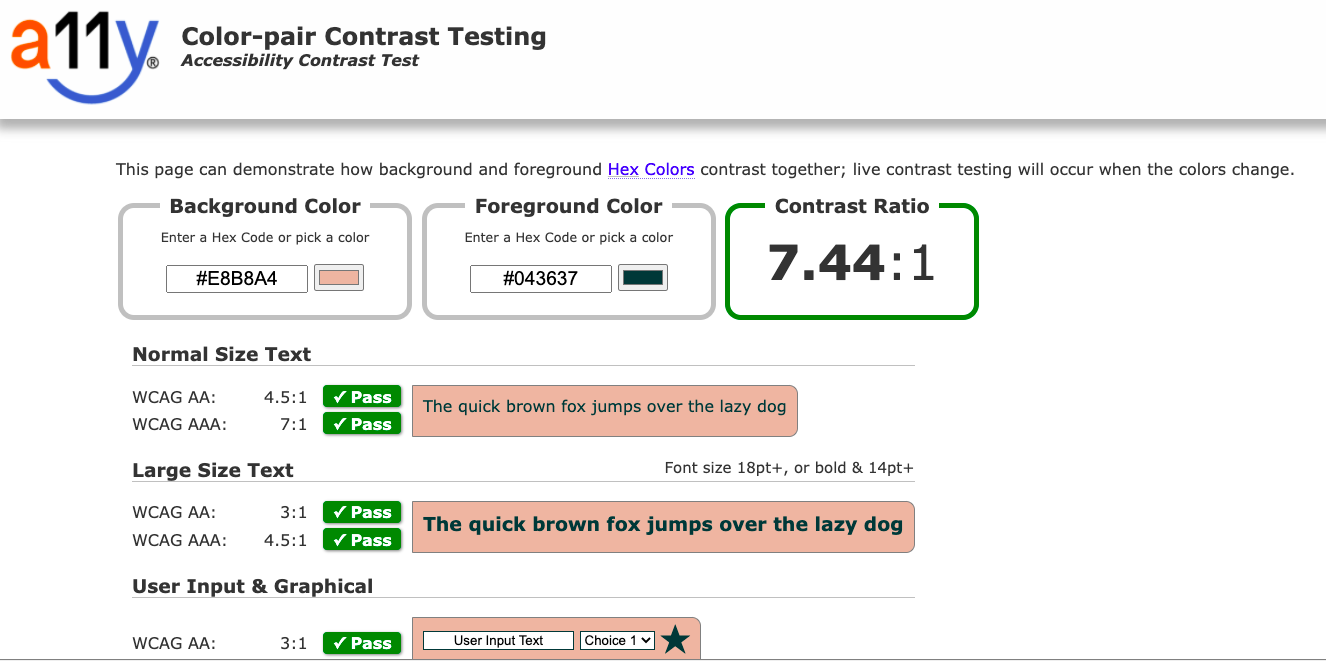 a11y®
Color-pair Contrast Testing
Accessibility Contrast Test
This page can demonstrate how background and foreground Hex Colors contrast together; live contrast testing will occur when the colors change.
Background Color
Enter a Hex Code or pick a color
#E8B8A4
Foreground Color
Enter a Hex Code or pick a color
#043637
Contrast Ratio
7.44:1
Normal Size Text
WCAG AA: 4.5:1 ✓ Pass
WCAG AAA: 7:1 ✓ Pass
The quick brown fox jumps over the lazy dog
Large Size Text
Font size 18pt+, or bold & 14pt+
WCAG AA: 3:1 ✓ Pass
WCAG AAA: 4.5:1 ✓ Pass
The quick brown fox jumps over the lazy dog
User Input & Graphical
WCAG AA: 3:1 ✓ Pass
User Input Text
Choice 1